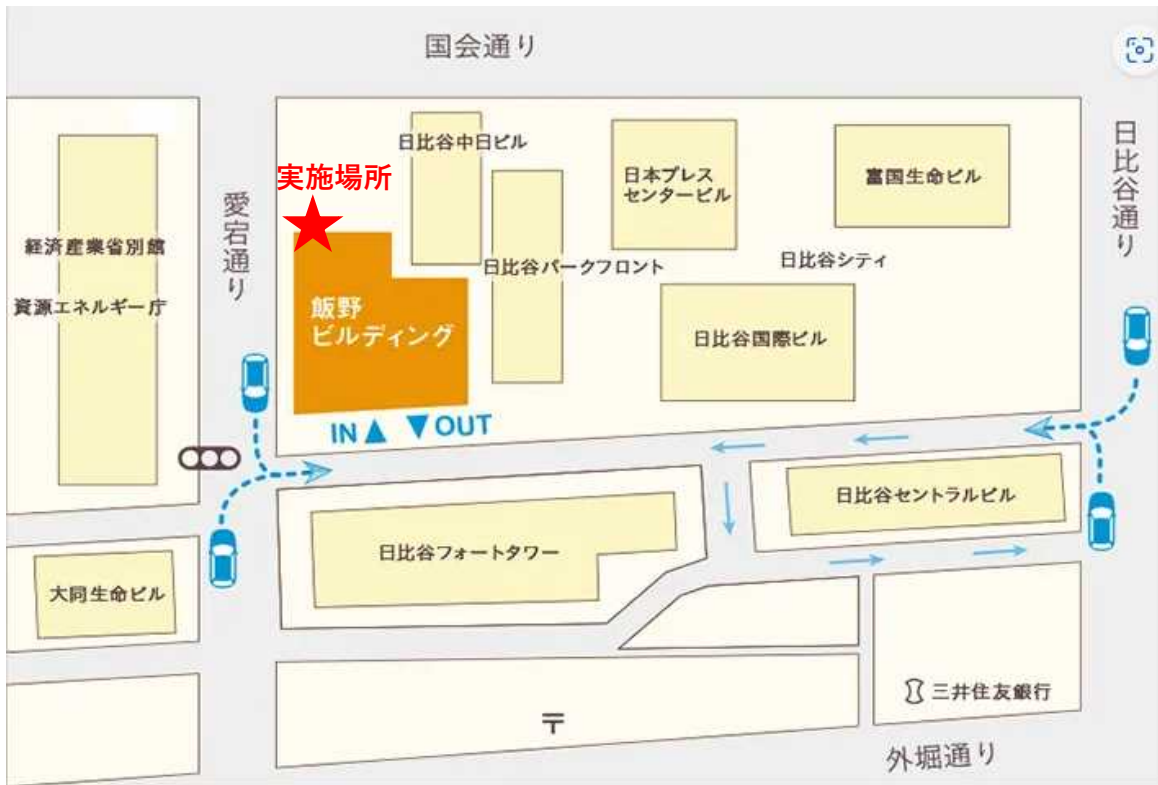 国会通り
日比谷通り
愛宕通り
実施場所
日比谷中日ビル
日本プレス
センタービル
富国生命ビル
経済産業省別館
資源エネルギー庁
日比谷パークフロント
日比谷シティ
飯野
ビルディング
日比谷国際ビル
IN▲ ▼OUT
日比谷セントラルビル
日比谷フォートタワー
大同生命ビル
三井住友銀行
〒
外堀通り